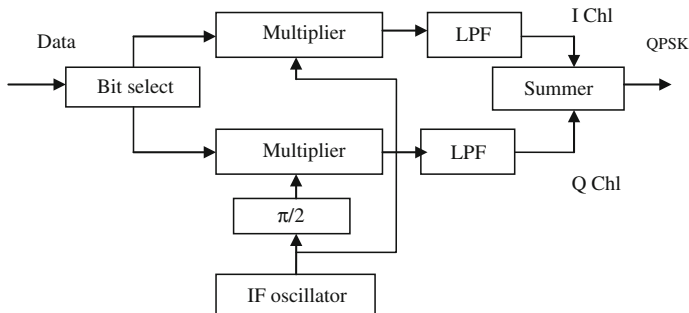 Data
Bit select
Multiplier
LPF
I Chl
QPSK
Summer
Multiplier
LPF
Q Chl
π/2
IF oscillator